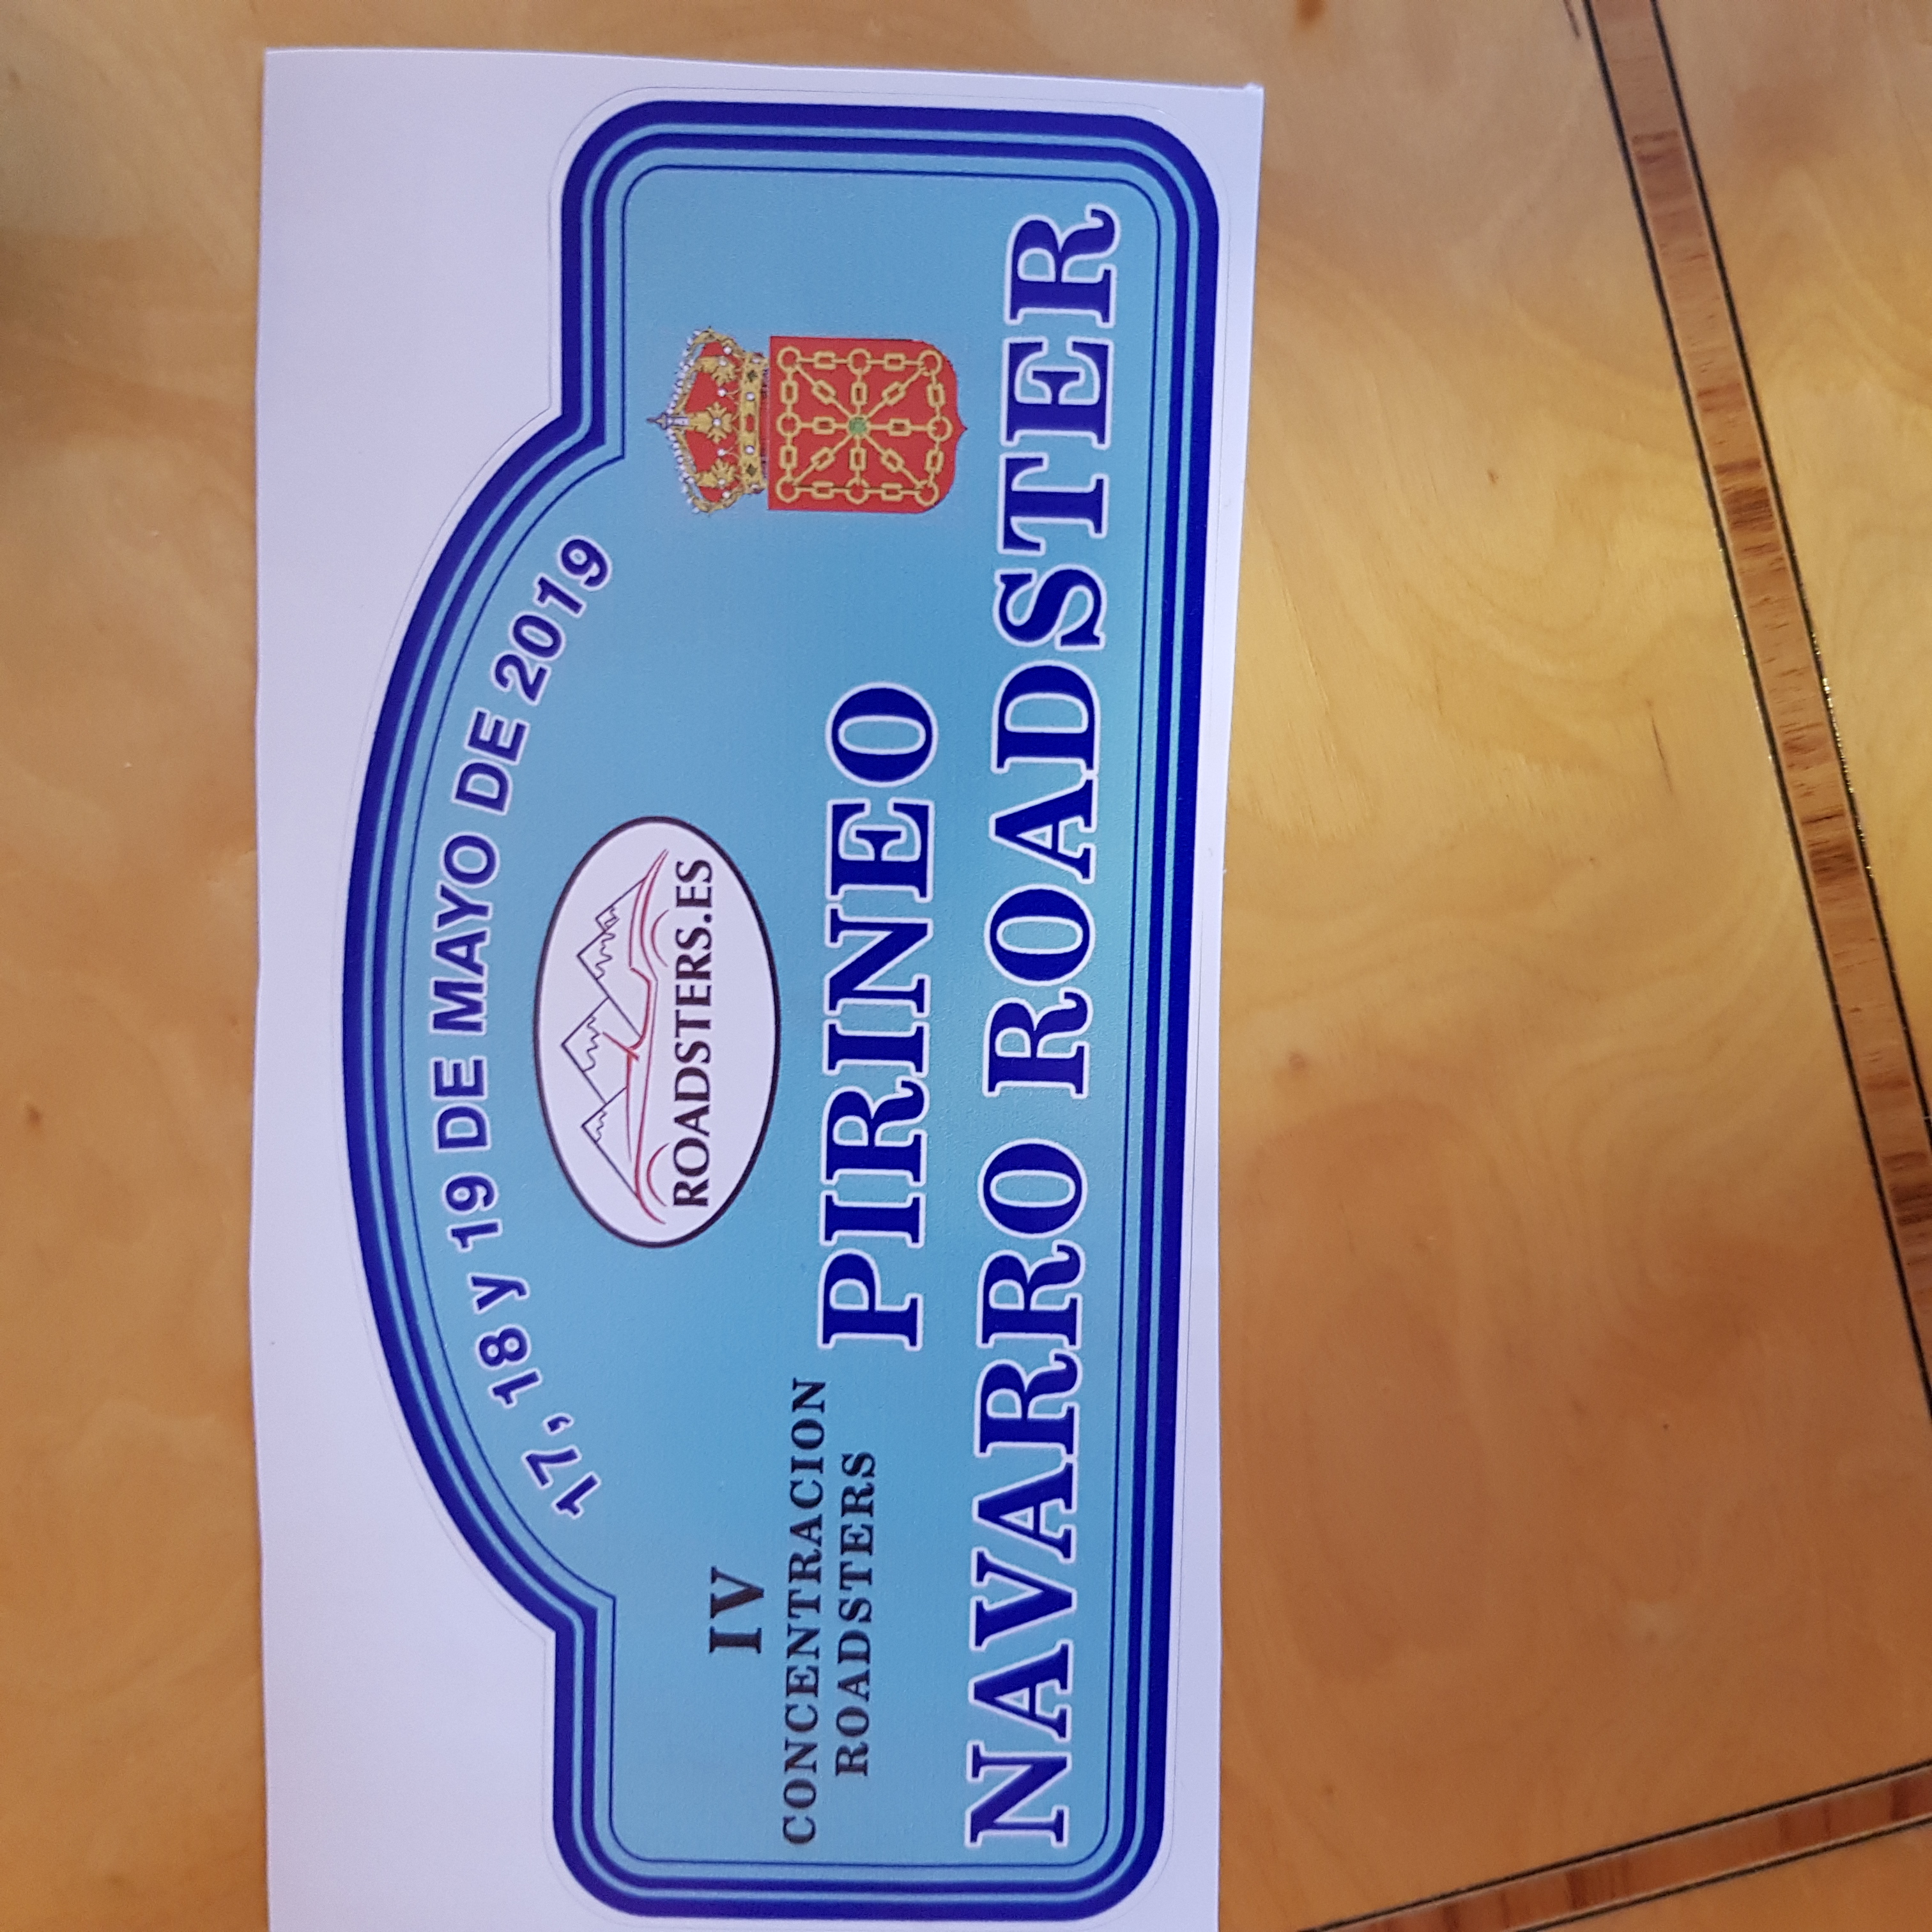 17, 18 y 19 DE MAYO DE 2019
ROADSTERS.ES
IV
CONCENTRACION
ROADSTERS
PIRINEO
NAVARRO ROADSTER